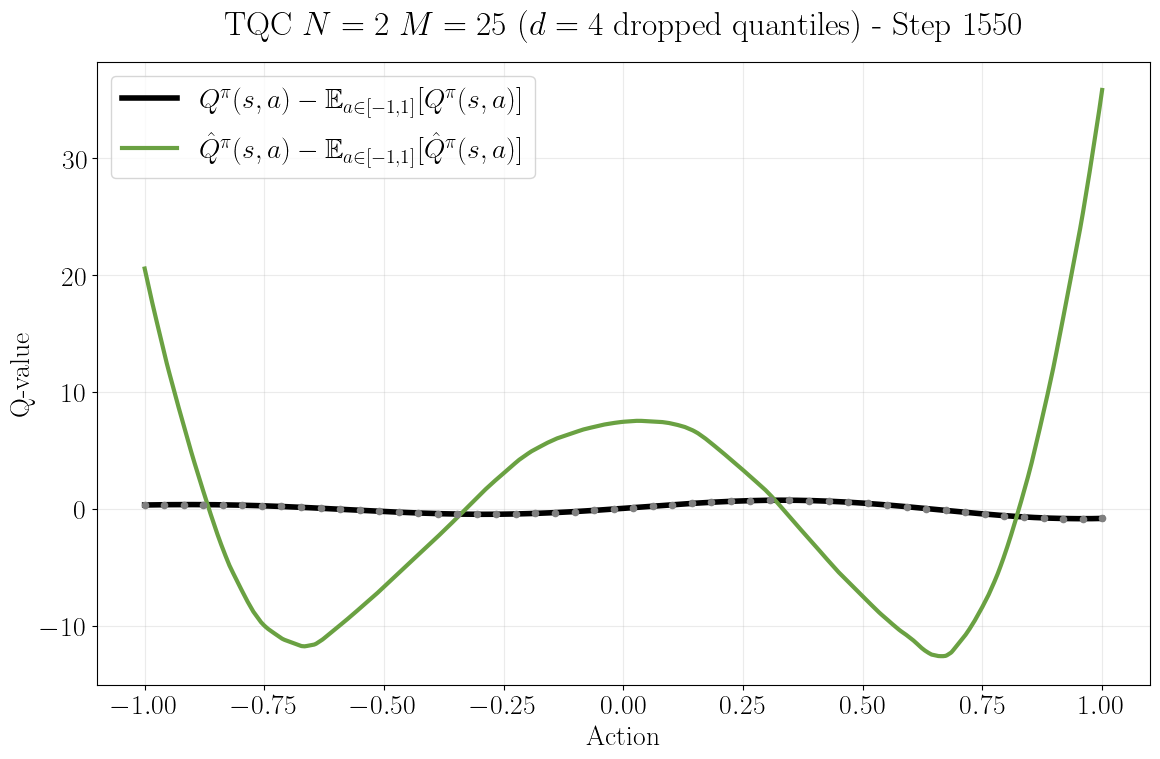 TQC N = 2 M = 25 (d = 4 dropped quantiles) - Step 1550
Q^π(s, a) − 𝔼_{a∈[−1,1]}[Q^π(s, a)]
Q̂^π(s, a) − 𝔼_{a∈[−1,1]}[Q̂^π(s, a)]
30
20
10
0
−10
Q-value
−1.00 −0.75 −0.50 −0.25 0.00 0.25 0.50 0.75 1.00
Action